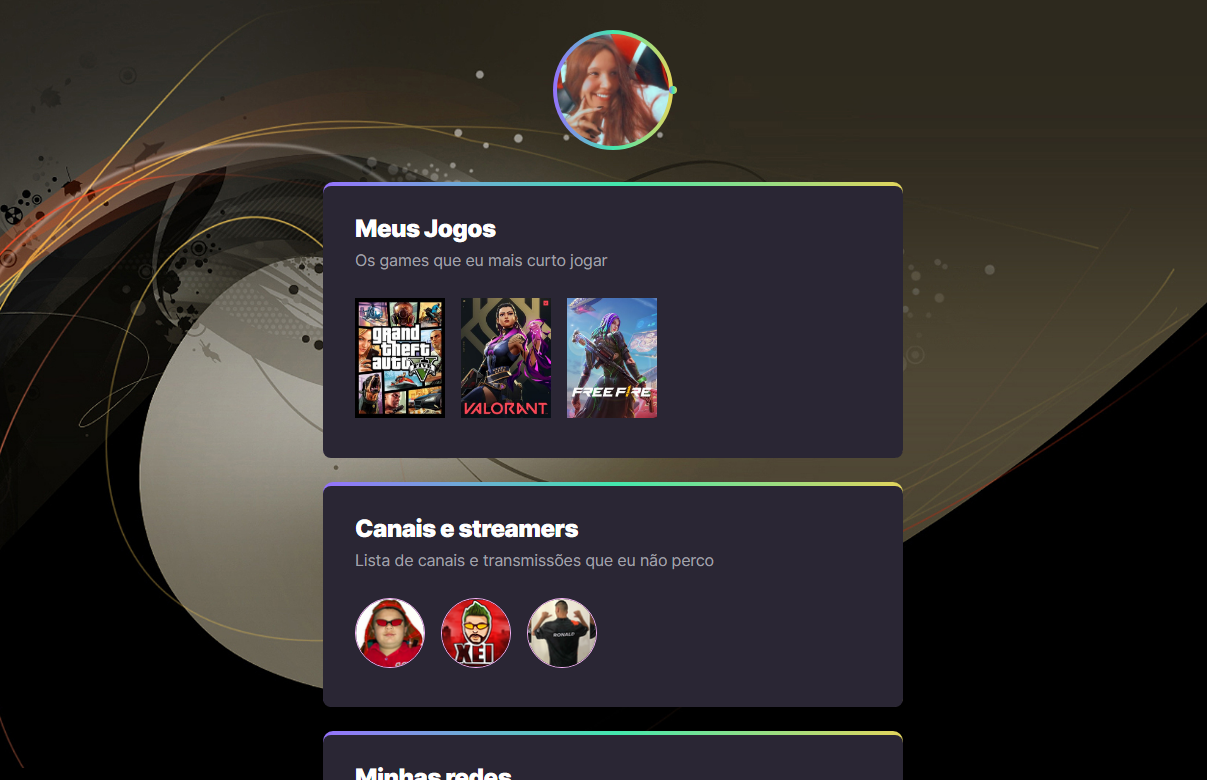 Meus Jogos
Os games que eu mais curto jogar
grand
theft
auto
FIVE
VALORANT
FREE FIRE
Canais e streamers
Lista de canais e transmissões que eu não perco
XEI
RONALD
Minhas redes